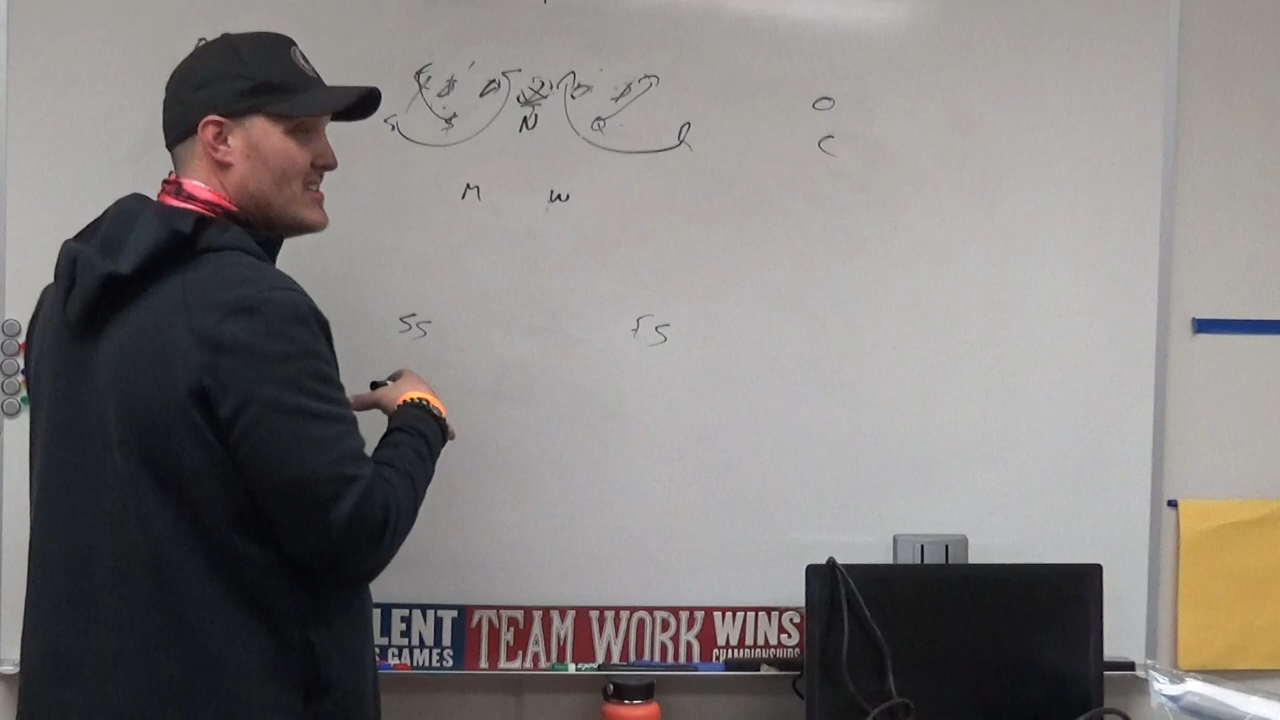 O
S N Q C
M W
SS FS
LENT TEAM WORK WINS
GAMES CHAMPIONSHIPS